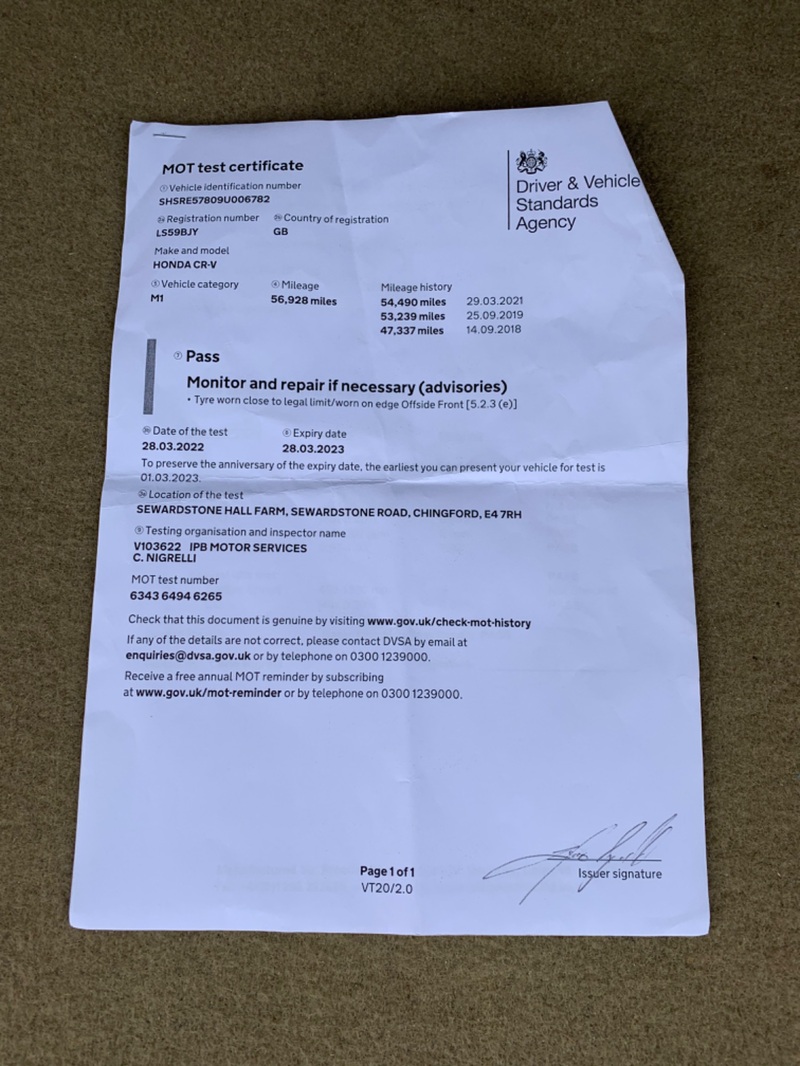 MOT test certificate
① Vehicle identification number
SHSRE57809U006782
Driver & Vehicle
Standards
Agency
Registration number Country of registration
LS59BJY GB
Make and model
HONDA CR-V
③ Vehicle category ④ Mileage Mileage history
M1 56,928 miles 54,490 miles 29.03.2021
53,239 miles 25.09.2019
47,337 miles 14.09.2018
⑦ Pass
Monitor and repair if necessary (advisories)
• Tyre worn close to legal limit/worn on edge Offside Front [5.2.3 (e)]
Date of the test ⑧ Expiry date
28.03.2022 28.03.2023
To preserve the anniversary of the expiry date, the earliest you can present your vehicle for test is
01.03.2023.
Location of the test
SEWARDSTONE HALL FARM, SEWARDSTONE ROAD, CHINGFORD, E4 7RH
⑨ Testing organisation and inspector name
V103622 IPB MOTOR SERVICES
C. NIGRELLI
MOT test number
6343 6494 6265
Check that this document is genuine by visiting www.gov.uk/check-mot-history
If any of the details are not correct, please contact DVSA by email at
enquiries@dvsa.gov.uk or by telephone on 0300 1239000.
Receive a free annual MOT reminder by subscribing
at www.gov.uk/mot-reminder or by telephone on 0300 1239000.
Page 1 of 1
VT20/2.0
Issuer signature